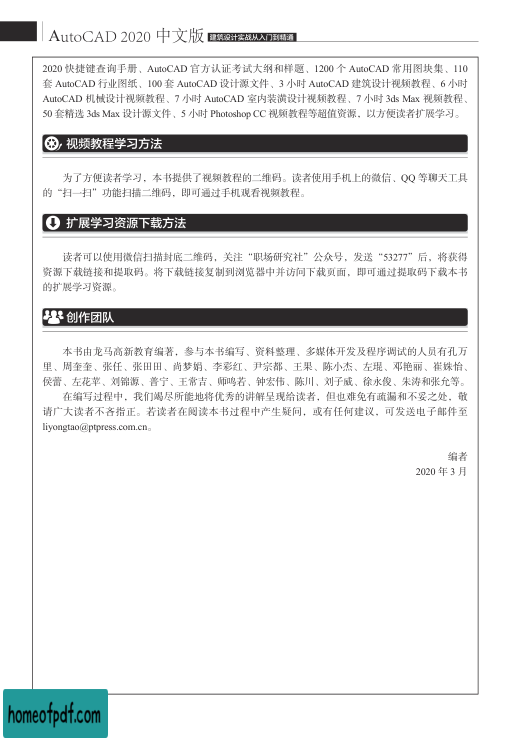 AutoCAD 2020 中文版 建筑设计实战从入门到精通
2020 快捷键查询手册、AutoCAD 官方认证考试大纲和样题、1200 个 AutoCAD 常用图块集、110
套 AutoCAD 行业图纸、100 套 AutoCAD 设计源文件、3 小时 AutoCAD 建筑设计视频教程、6 小时
AutoCAD 机械设计视频教程、7 小时 AutoCAD 室内装潢设计视频教程、7 小时 3ds Max 视频教程、
50 套精选 3ds Max 设计源文件、5 小时 Photoshop CC 视频教程等超值资源，以方便读者扩展学习。
视频教程学习方法
为了方便读者学习，本书提供了视频教程的二维码。读者使用手机上的微信、QQ 等聊天工具
的“扫一扫”功能扫描二维码，即可通过手机观看视频教程。
扩展学习资源下载方法
读者可以使用微信扫描封底二维码，关注“职场研究社”公众号，发送“53277”后，将获得
资源下载链接和提取码。将下载链接复制到浏览器中并访问下载页面，即可通过提取码下载本书
的扩展学习资源。
创作团队
本书由龙马高新教育编著，参与本书编写、资料整理、多媒体开发及程序调试的人员有孔万
里、周奎奎、张任、张田田、尚梦娟、李彩红、尹宗都、王果、陈小杰、左琨、邓艳丽、崔姝怡、
侯蕾、左花苹、刘锦源、普宁、王常吉、师鸣若、钟宏伟、陈川、刘子威、徐永俊、朱涛和张允等。
在编写过程中，我们竭尽所能地将优秀的讲解呈现给读者，但也难免有疏漏和不妥之处，敬
请广大读者不吝指正。若读者在阅读本书过程中产生疑问，或有任何建议，可发送电子邮件至
liyongtao@ptpress.com.cn。
编者
2020 年 3 月
homeofpdf.com